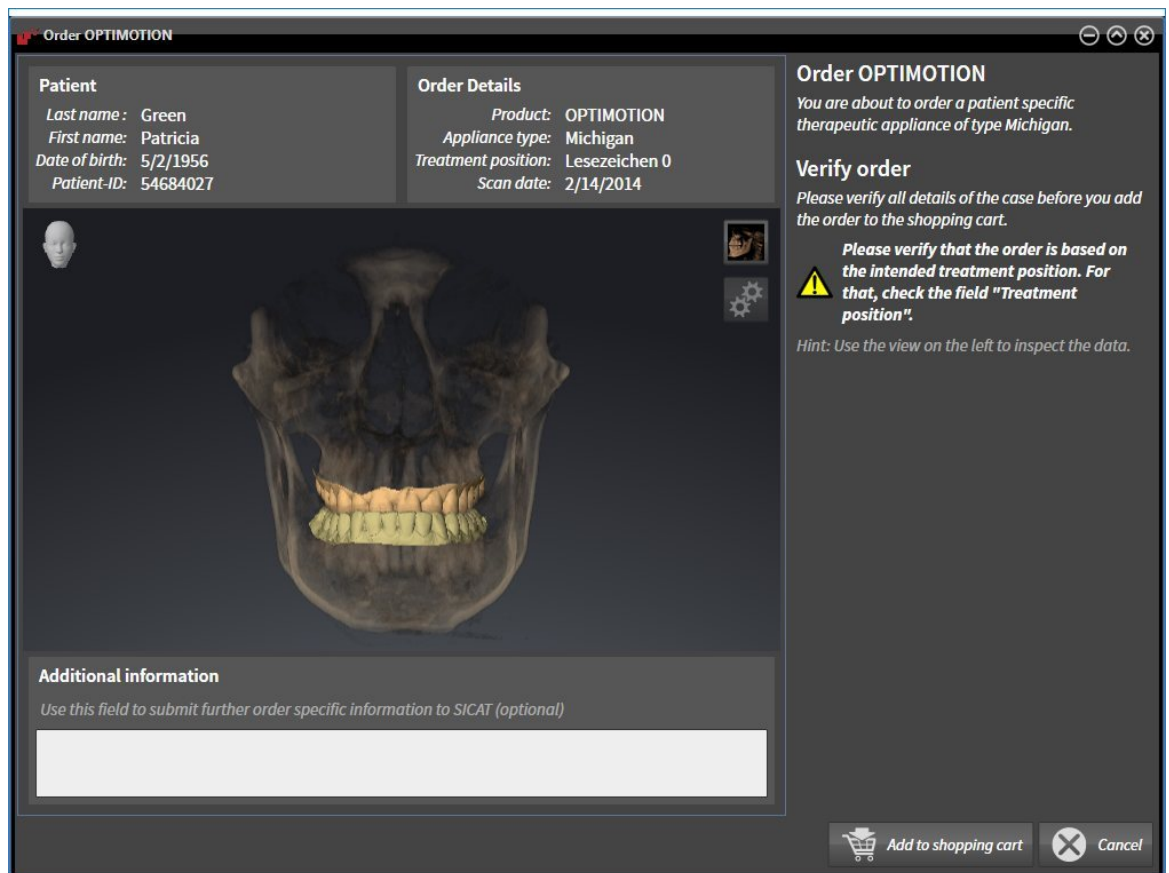 Order OPTIMOTION
Patient
Last name : Green
First name: Patricia
Date of birth: 5/2/1956
Patient-ID: 54684027
Order Details
Product: OPTIMOTION
Appliance type: Michigan
Treatment position: Lesezeichen 0
Scan date: 2/14/2014
Additional information
Use this field to submit further order specific information to SICAT (optional)
Order OPTIMOTION
You are about to order a patient specific
therapeutic appliance of type Michigan.
Verify order
Please verify all details of the case before you add
the order to the shopping cart.
Please verify that the order is based on
the intended treatment position. For
that, check the field "Treatment
position".
Hint: Use the view on the left to inspect the data.
Add to shopping cart
Cancel